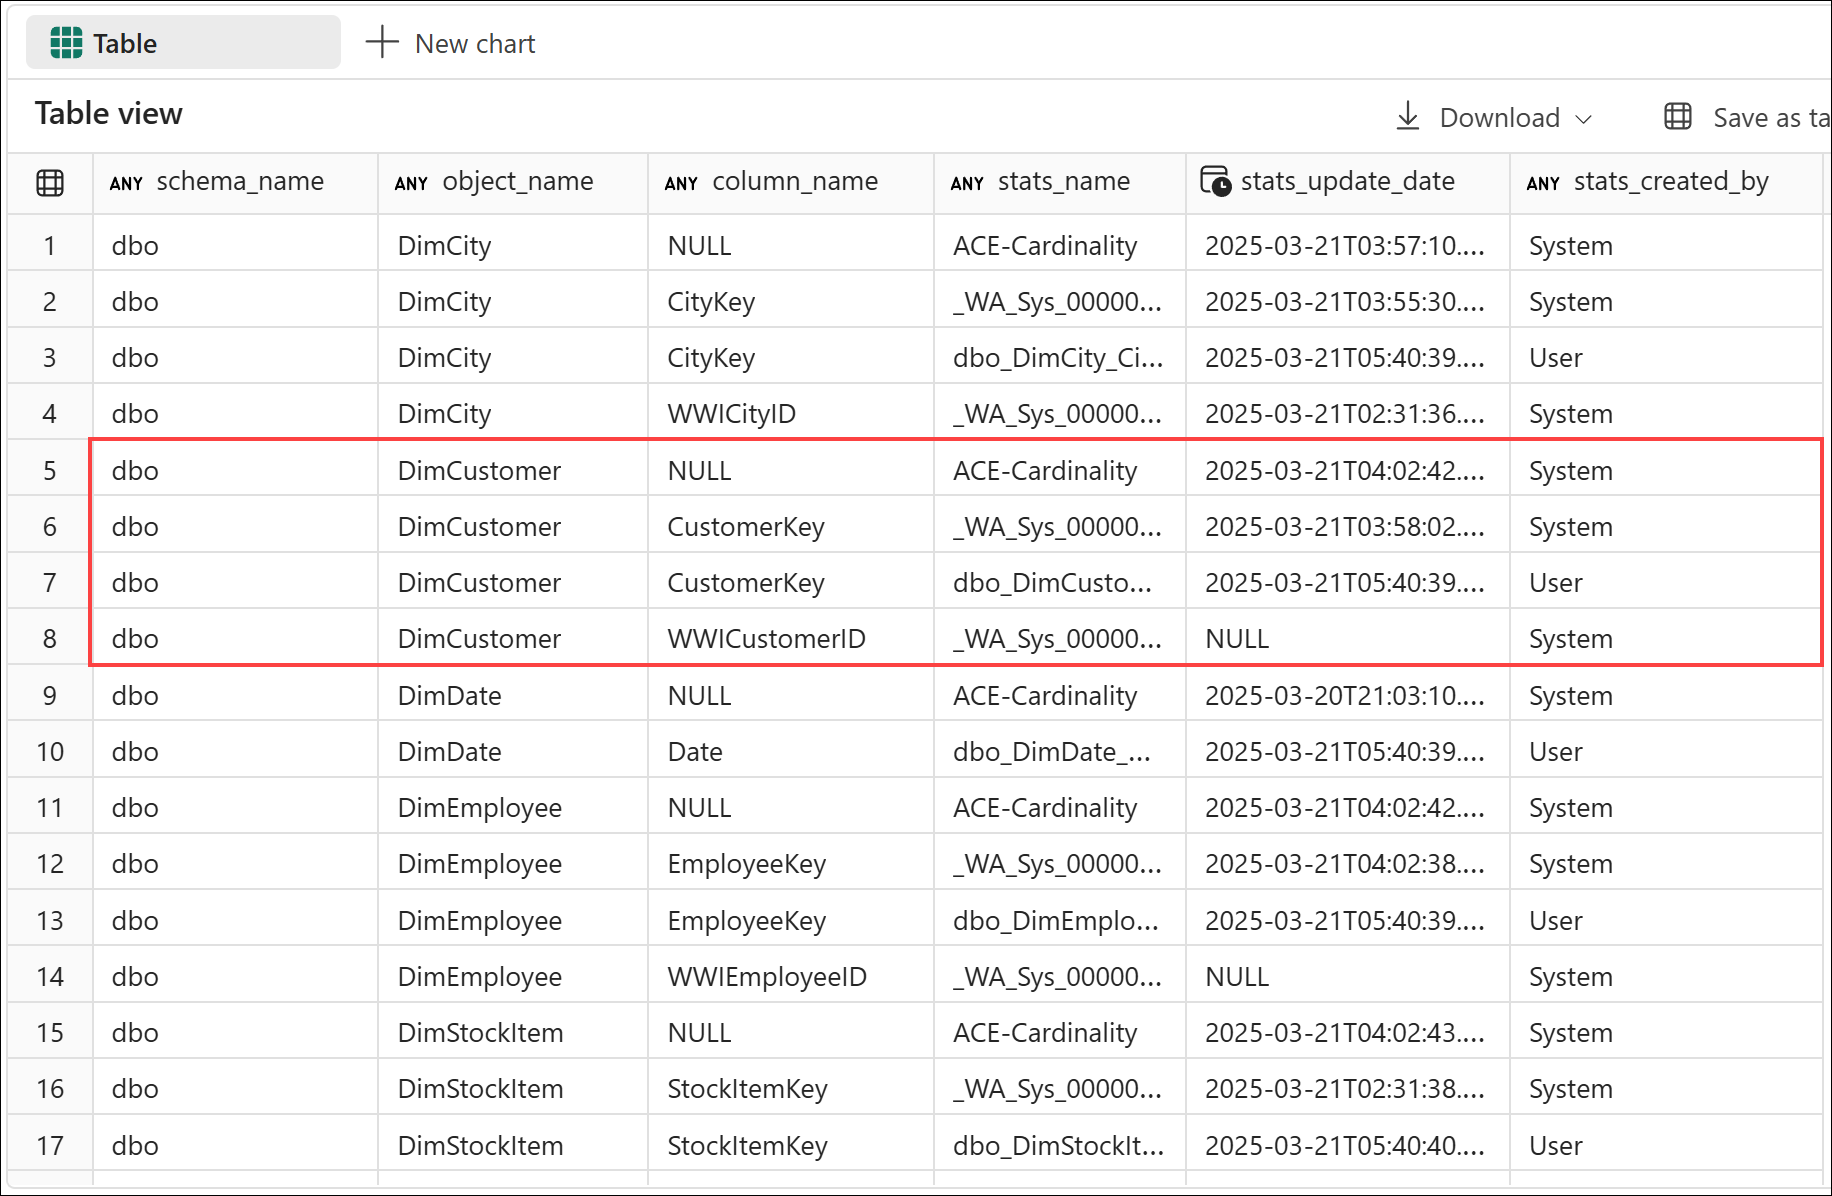 Table New chart
Table view Download Save as ta
ANY schema_name ANY object_name ANY column_name ANY stats_name stats_update_date ANY stats_created_by
1 dbo DimCity NULL ACE-Cardinality 2025-03-21T03:57:10.... System
2 dbo DimCity CityKey _WA_Sys_00000... 2025-03-21T03:55:30.... System
3 dbo DimCity CityKey dbo_DimCity_Ci... 2025-03-21T05:40:39.... User
4 dbo DimCity WWICityID _WA_Sys_00000... 2025-03-21T02:31:36.... System
5 dbo DimCustomer NULL ACE-Cardinality 2025-03-21T04:02:42.... System
6 dbo DimCustomer CustomerKey _WA_Sys_00000... 2025-03-21T03:58:02.... System
7 dbo DimCustomer CustomerKey dbo_DimCusto... 2025-03-21T05:40:39.... User
8 dbo DimCustomer WWICustomerID _WA_Sys_00000... NULL System
9 dbo DimDate NULL ACE-Cardinality 2025-03-20T21:03:10.... System
10 dbo DimDate Date dbo_DimDate_... 2025-03-21T05:40:39.... User
11 dbo DimEmployee NULL ACE-Cardinality 2025-03-21T04:02:42.... System
12 dbo DimEmployee EmployeeKey _WA_Sys_00000... 2025-03-21T04:02:38.... System
13 dbo DimEmployee EmployeeKey dbo_DimEmplo... 2025-03-21T05:40:39.... User
14 dbo DimEmployee WWIEmployeeID _WA_Sys_00000... NULL System
15 dbo DimStockItem NULL ACE-Cardinality 2025-03-21T04:02:43.... System
16 dbo DimStockItem StockItemKey _WA_Sys_00000... 2025-03-21T02:31:38.... System
17 dbo DimStockItem StockItemKey dbo_DimStockIt... 2025-03-21T05:40:40.... User